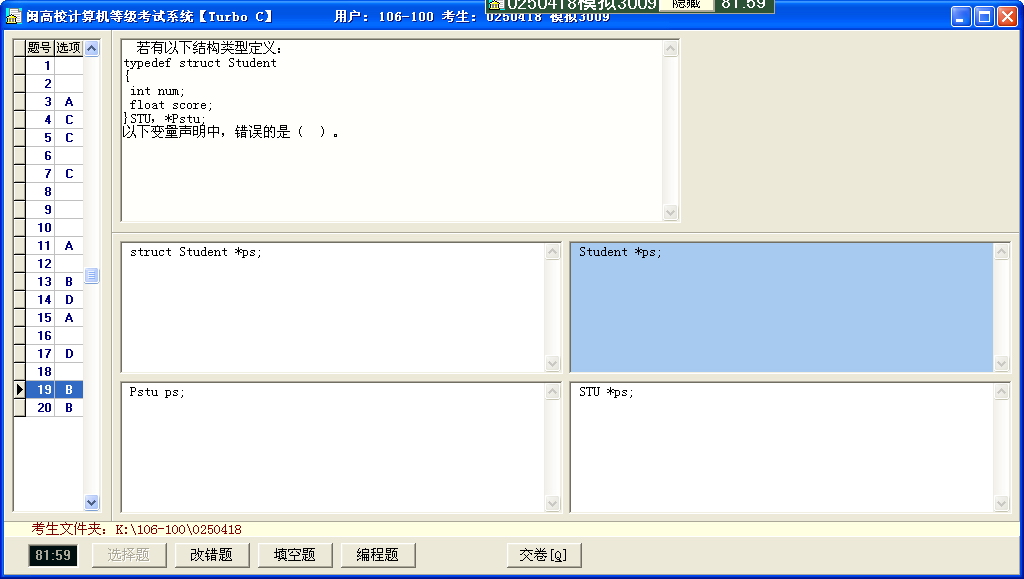 闽高校计算机等级考试系统【Turbo C】
用户: 106-100 考生: 0250418 模拟3009
0250418模拟3009
隐藏
81:59
题号 选项
1
2
3 A
4 C
5 C
6
7 C
8
9
10
11 A
12
13 B
14 D
15 A
16
17 D
18
19 B
20 B
若有以下结构类型定义:
typedef struct Student
{
int num;
float score;
}STU, *Pstu;
以下变量声明中，错误的是（ ）。
struct Student *ps;
Student *ps;
Pstu ps;
STU *ps;
考生文件夹: K:\106-100\0250418
81:59
选择题
改错题
填空题
编程题
交卷[Q]